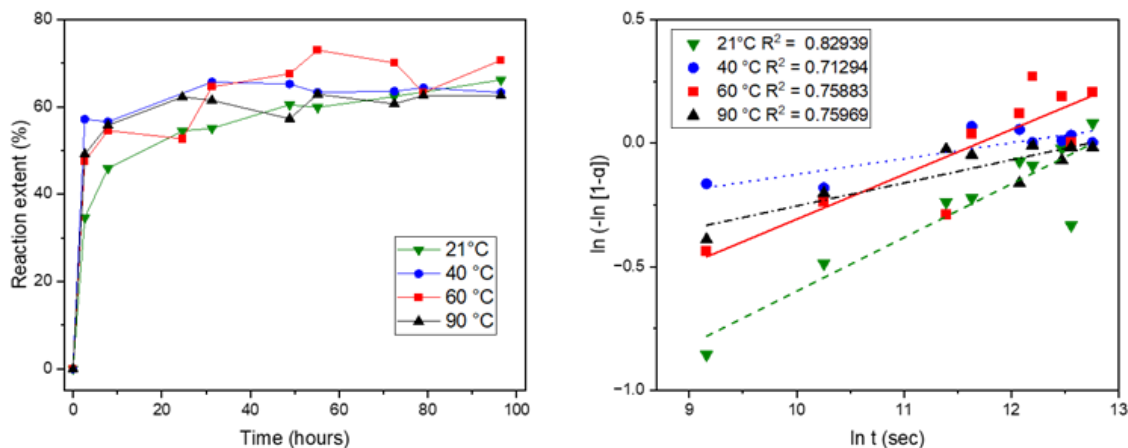 80
60
40
20
0
Reaction extent (%)
21°C
40 °C
60 °C
90 °C
0
20
40
60
80
100
Time (hours)
0.5
0.0
-0.5
-1.0
ln (-ln [1-α])
21°C R² = 0.82939
40 °C R² = 0.71294
60 °C R² = 0.75883
90 °C R² = 0.75969
9
10
11
12
13
ln t (sec)